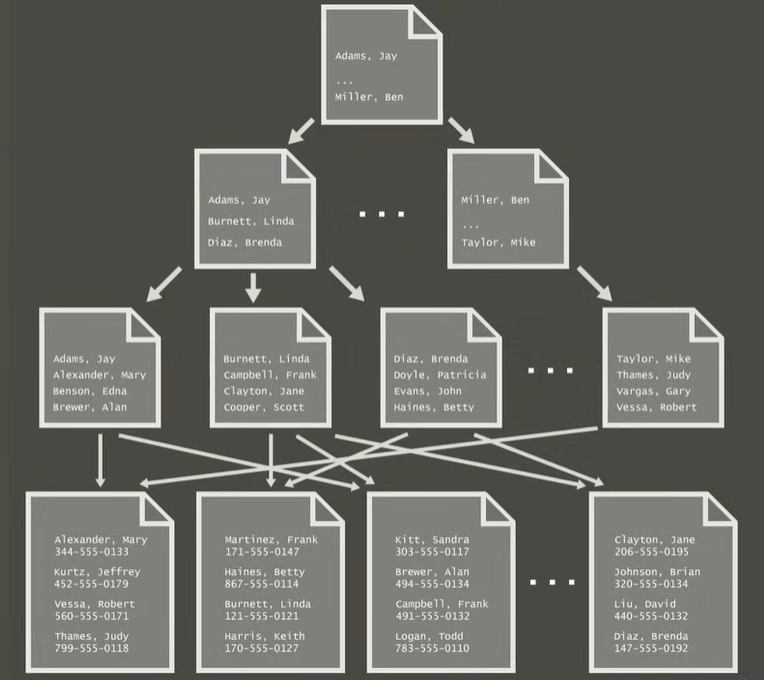 Adams, Jay
...
Miller, Ben
Adams, Jay
Burnett, Linda
Diaz, Brenda
...
Miller, Ben
...
Taylor, Mike
Adams, Jay
Alexander, Mary
Benson, Edna
Brewer, Alan
Burnett, Linda
Campbell, Frank
Clayton, Jane
Cooper, Scott
Diaz, Brenda
Doyle, Patricia
Evans, John
Haines, Betty
...
Taylor, Mike
Thames, Judy
Vargas, Gary
Vessa, Robert
Alexander, Mary
344-555-0133
Kurtz, Jeffrey
452-555-0179
Vessa, Robert
560-555-0171
Thames, Judy
799-555-0118
Martinez, Frank
171-555-0147
Haines, Betty
867-555-0114
Burnett, Linda
121-555-0121
Harris, Keith
170-555-0127
Kitt, Sandra
303-555-0117
Brewer, Alan
494-555-0134
Campbell, Frank
491-555-0132
Logan, Todd
783-555-0110
...
Clayton, Jane
206-555-0195
Johnson, Brian
320-555-0134
Liu, David
440-555-0132
Diaz, Brenda
147-555-0192